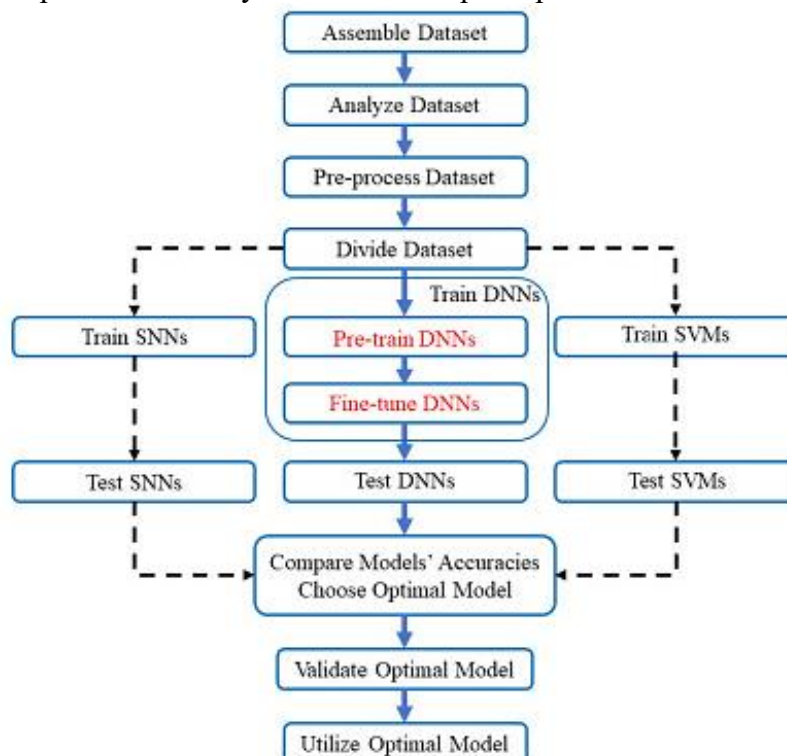 Assemble Dataset
Analyze Dataset
Pre-process Dataset
Divide Dataset
Train DNNs
Train SNNs
Pre-train DNNs
Train SVMs
Fine-tune DNNs
Test SNNs
Test DNNs
Test SVMs
Compare Models' Accuracies
Choose Optimal Model
Validate Optimal Model
Utilize Optimal Model